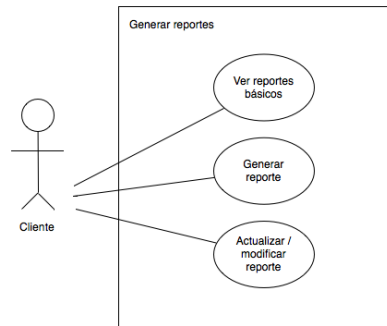 Generar reportes
Ver reportes
básicos
Generar
reporte
Cliente
Actualizar /
modificar
reporte